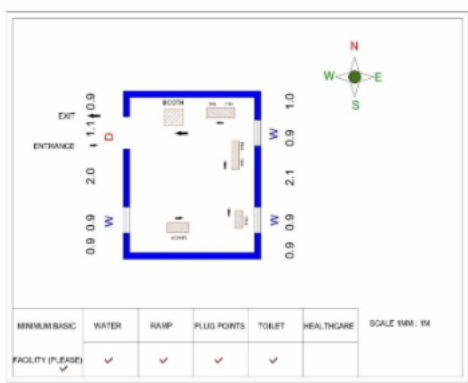 N
W E
S
EXIT
ENTRANCE
0.9
1.1
2.0
0.9
0.9
D
W
BOOTH
1.0
0.9
2.1
0.9
0.9
W
W
MINIMUM BASIC WATER RAMP PLUG POINTS TOILET HEALTHCARE
FACILITY (PLEASE)
SCALE 1MM : 1M